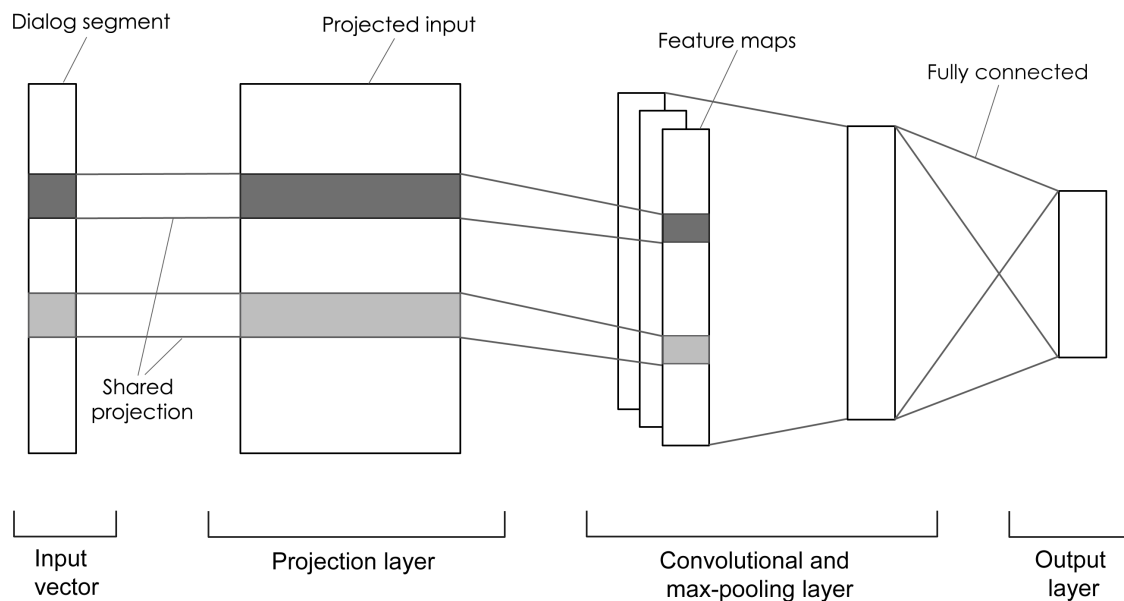 Dialog segment
Projected input
Feature maps
Fully connected
Shared
projection
Input
vector
Projection layer
Convolutional and
max-pooling layer
Output
layer